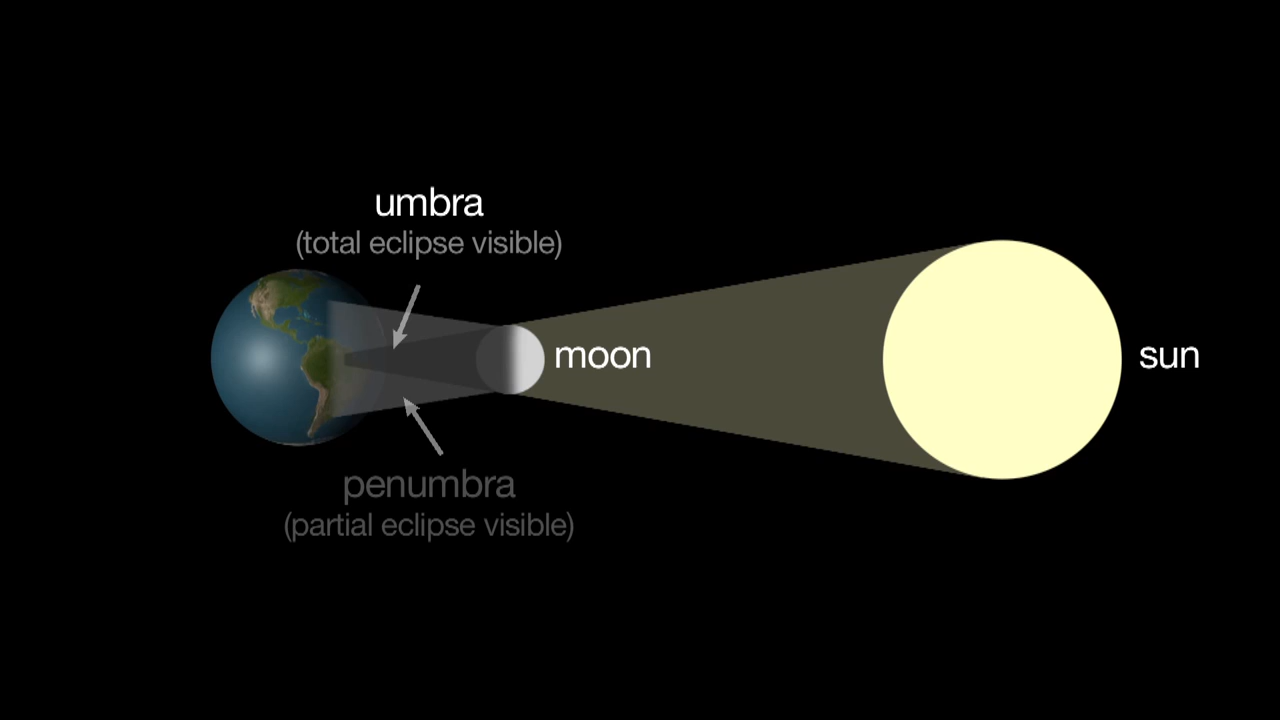 umbra
(total eclipse visible)
moon
sun
penumbra
(partial eclipse visible)